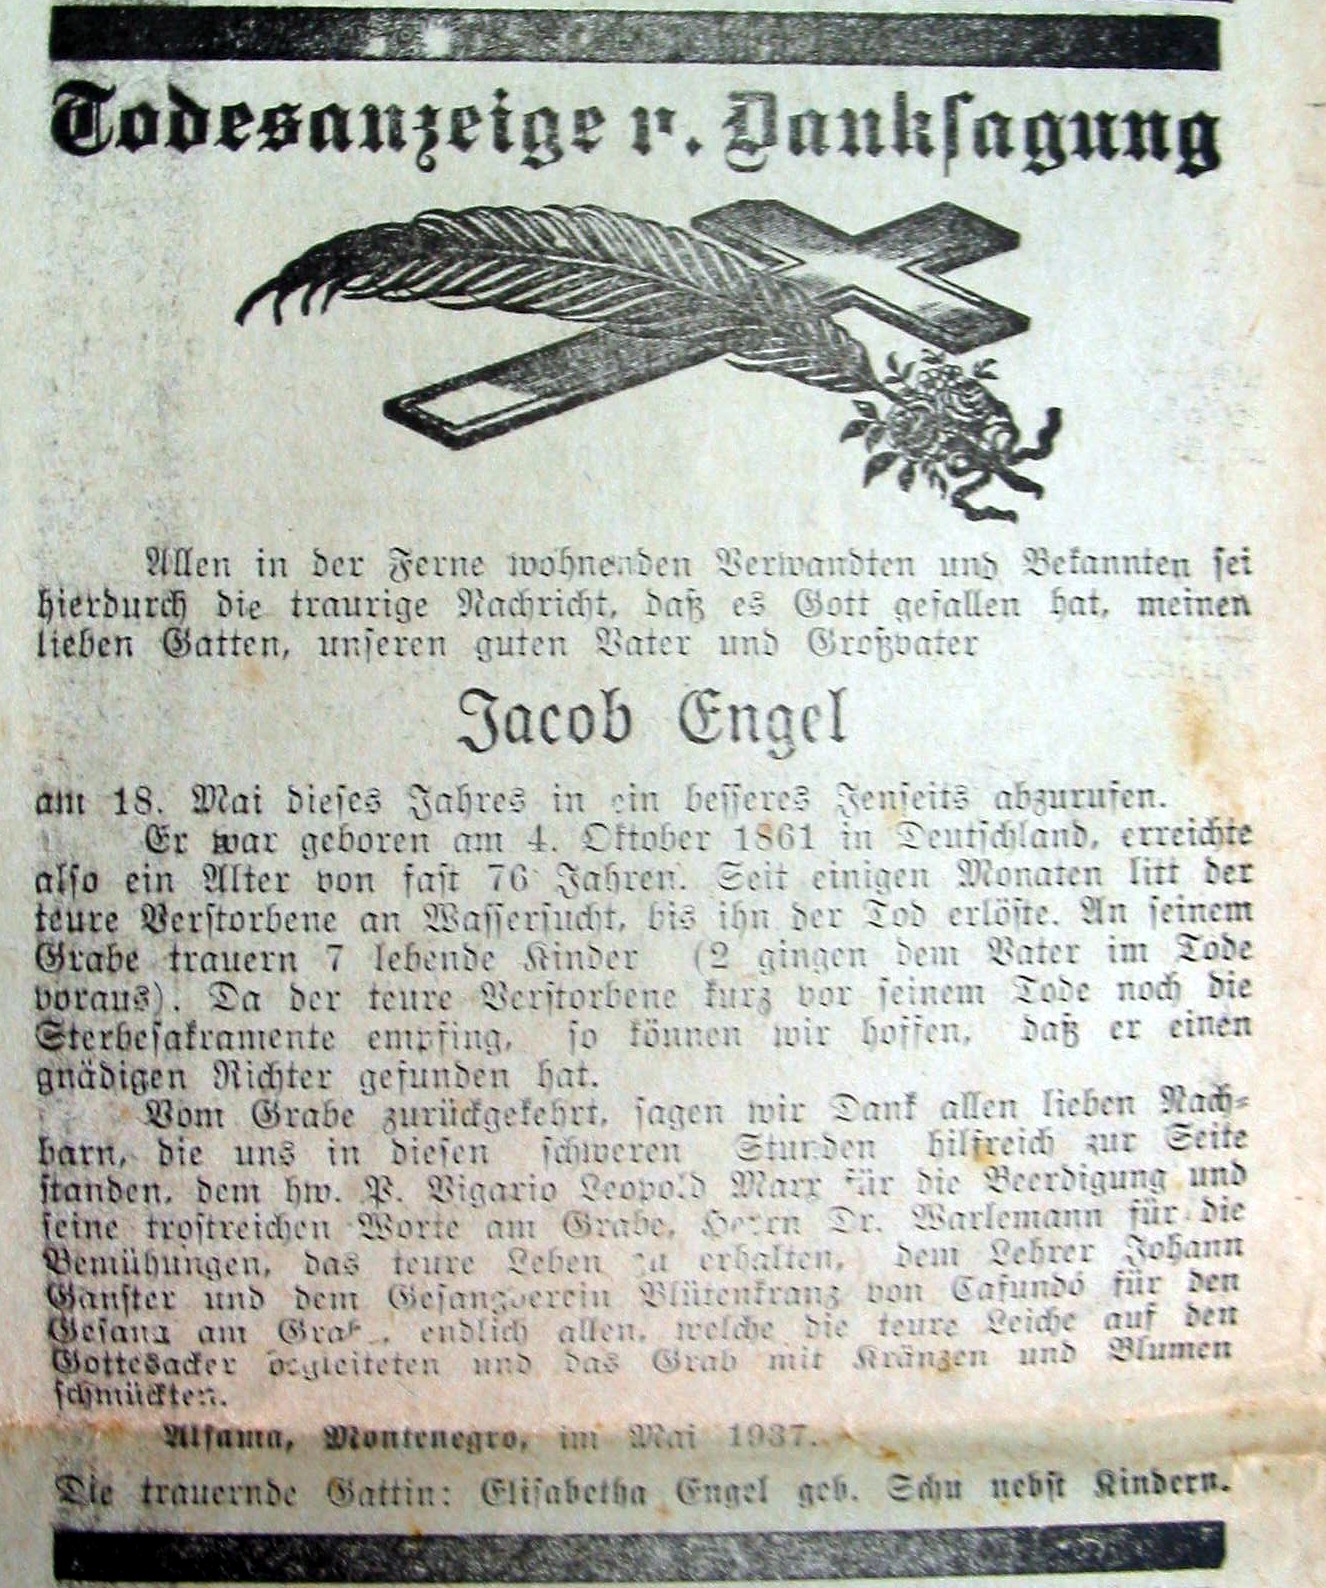 Todesanzeige u. Danksagung
Allen in der Ferne wohnenden Verwandten und Bekannten sei
hierdurch die traurige Nachricht, daß es Gott gefallen hat, meinen
lieben Gatten, unseren guten Vater und Großvater
Jacob Engel
am 18. Mai dieses Jahres in ein besseres Jenseits abzurufen.
Er war geboren am 4. Oktober 1861 in Deutschland, erreichte
also ein Alter von fast 76 Jahren. Seit einigen Monaten litt der
teure Verstorbene an Wassersucht, bis ihn der Tod erlöste. An seinem
Grabe trauern 7 lebende Kinder (2 gingen dem Vater im Tode
voraus). Da der teure Verstorbene kurz vor seinem Tode noch die
Sterbesakramente empfing, so können wir hoffen, daß er einen
gnädigen Richter gefunden hat.
Vom Grabe zurückgekehrt, sagen wir Dank allen lieben Nach-
barn, die uns in diesen schweren Stunden hilfreich zur Seite
standen, dem hw. P. Vigario Leopold Marx für die Beerdigung und
seine trostreichen Worte am Grabe, Herrn Dr. Warlemann für die
Bemühungen, das teure Leben zu erhalten, dem Lehrer Johann
Ganster und dem Gesangverein Blütenkranz von Cafundó für den
Gesang am Grabe, endlich allen, welche die teure Leiche auf den
Gottesacker begleiteten und das Grab mit Kränzen und Blumen
schmückten.
Alfama, Montenegro, im Mai 1937.
Die trauernde Gattin: Elisabetha Engel geb. Schu nebst Kindern.